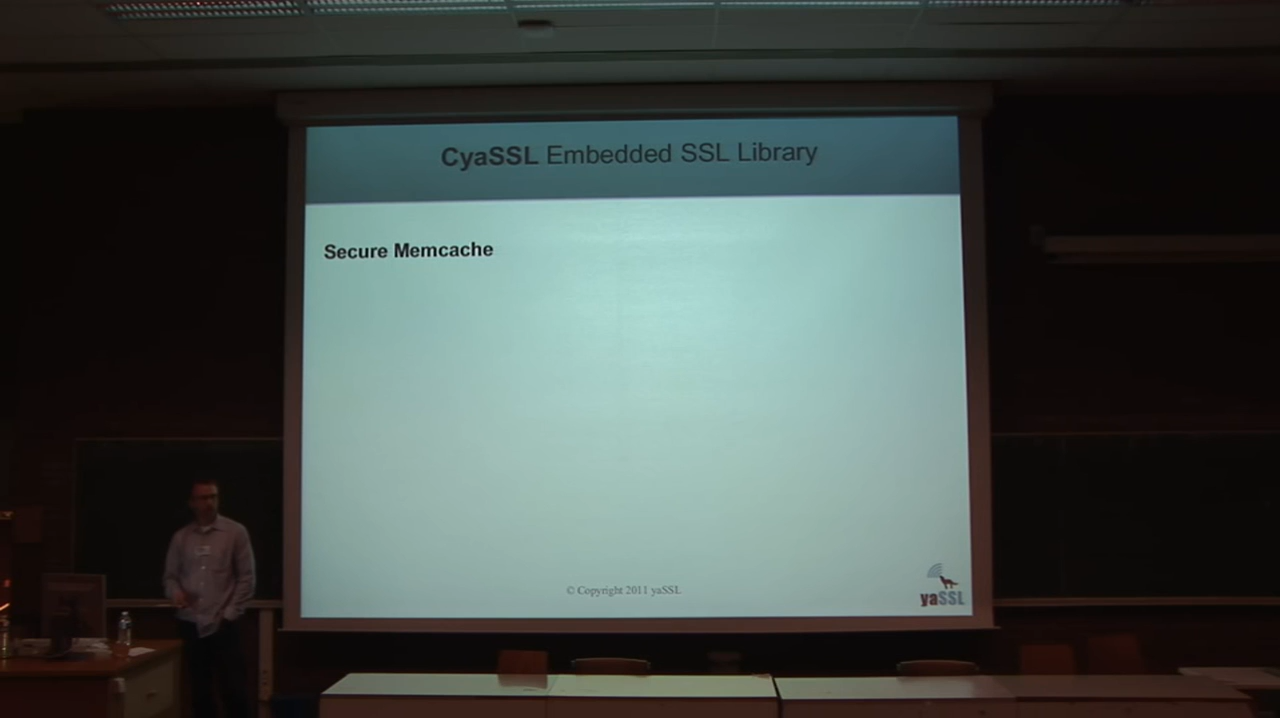 CyaSSL Embedded SSL Library
Secure Memcache
© Copyright 2011 yaSSL
yaSSL